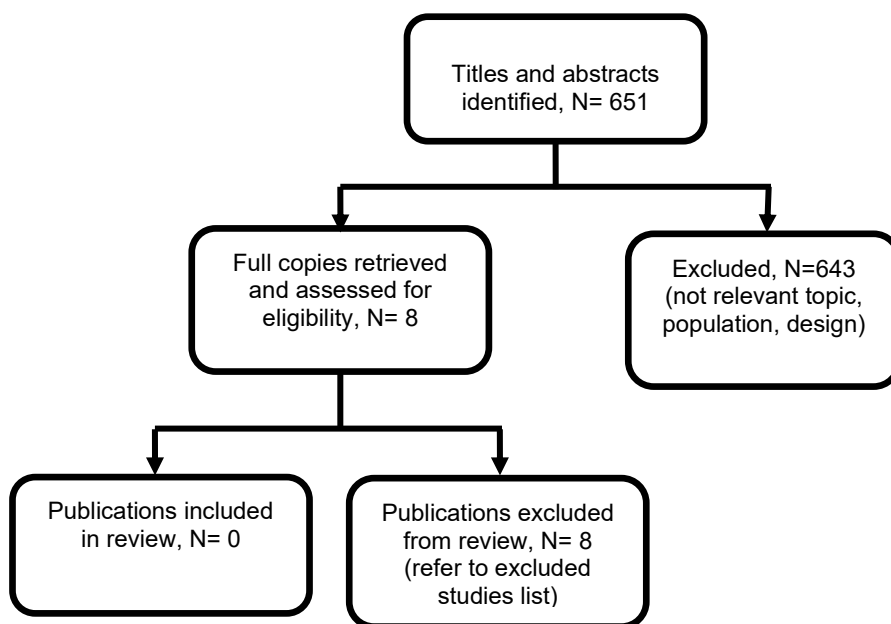 Titles and abstracts
identified, N= 651
Full copies retrieved
and assessed for
eligibility, N= 8
Excluded, N=643
(not relevant topic,
population, design)
Publications included
in review, N= 0
Publications excluded
from review, N= 8
(refer to excluded
studies list)